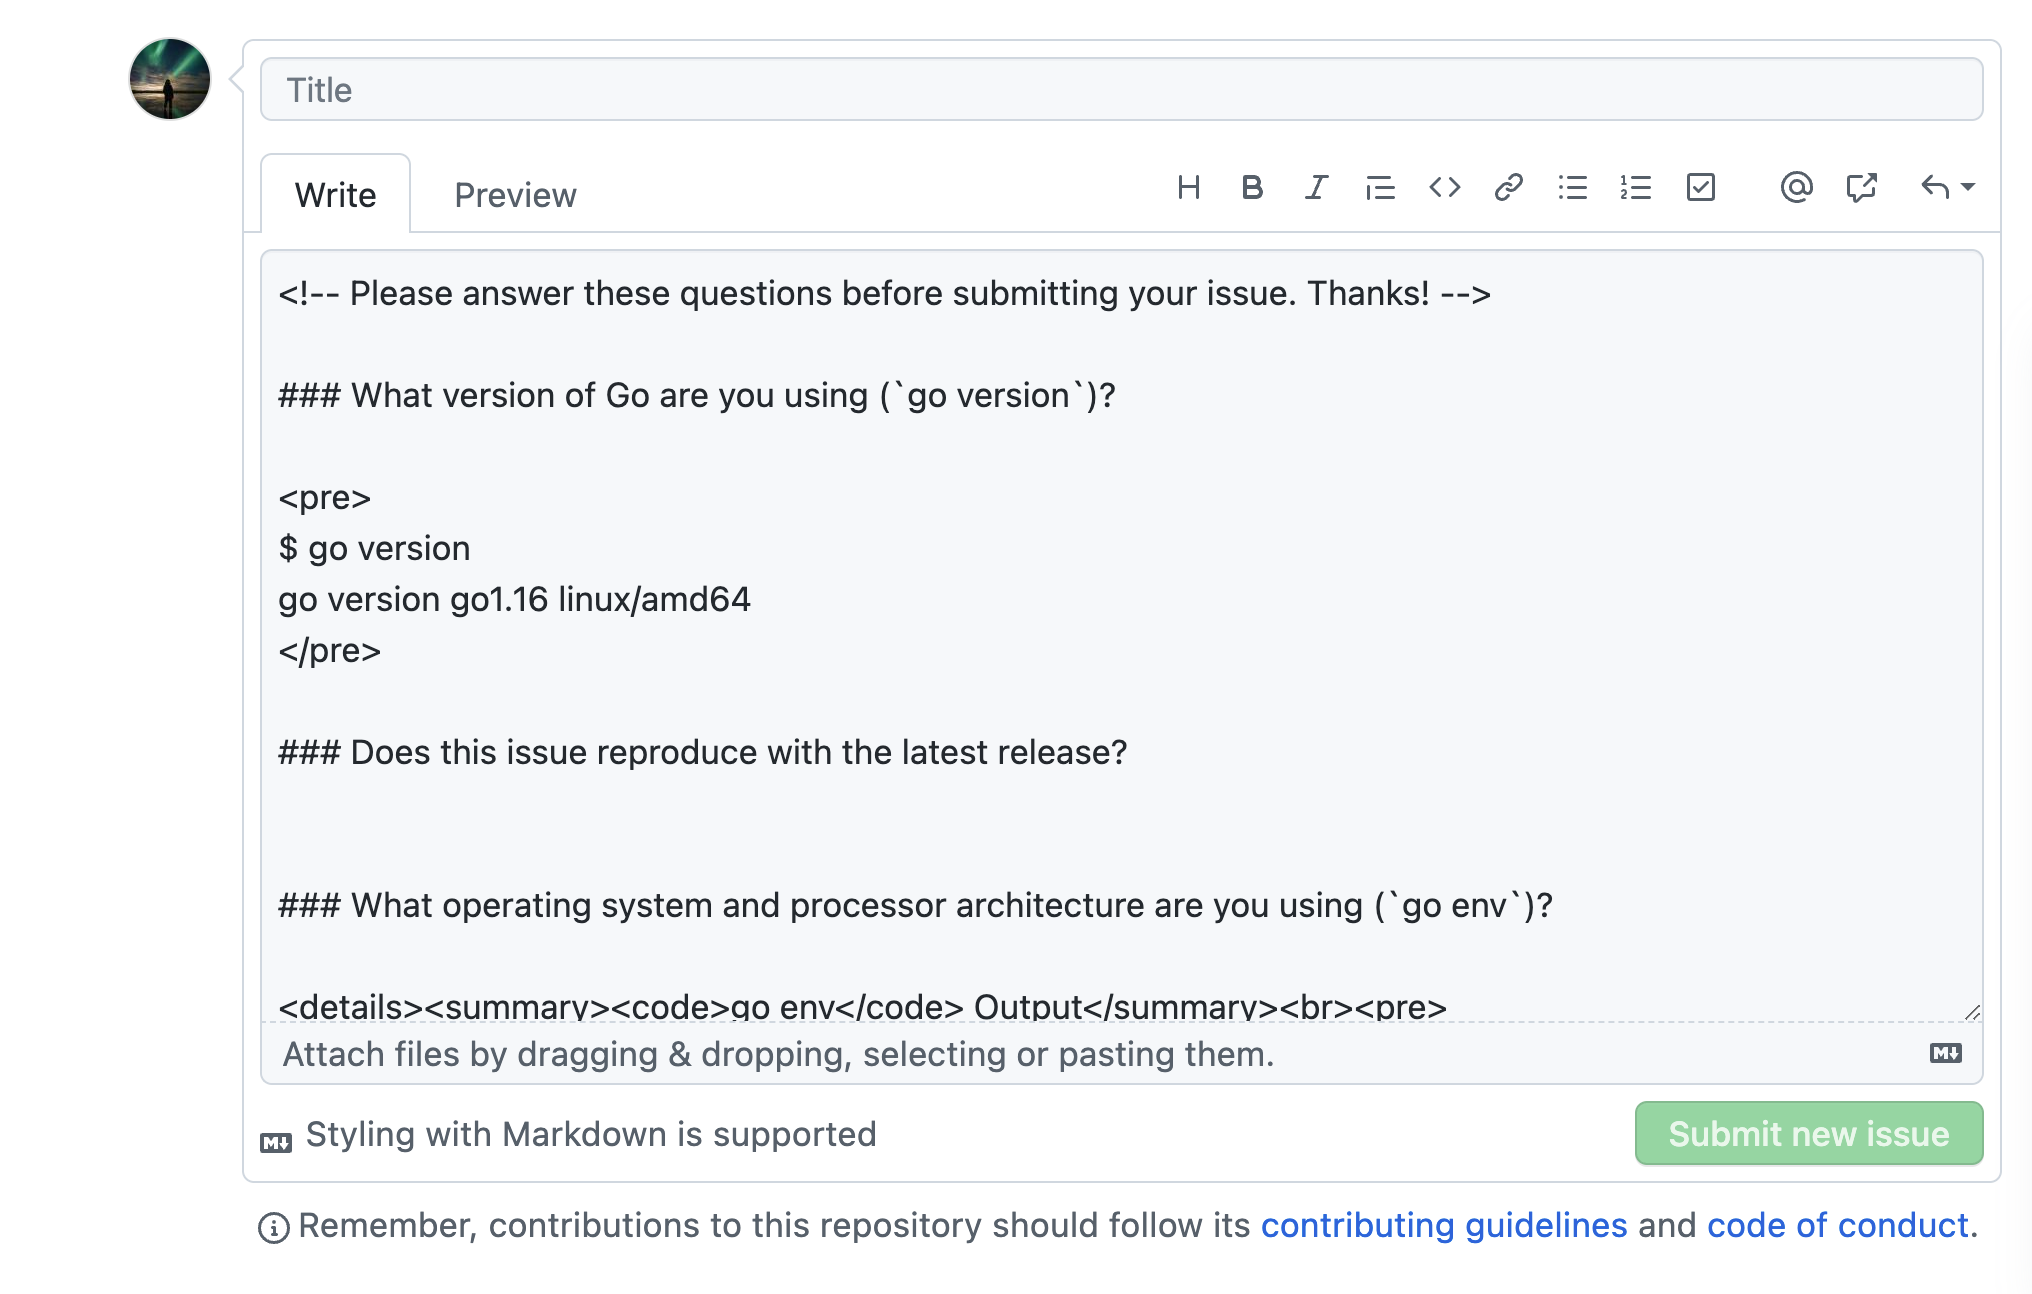 Title
Write
Preview
<!-- Please answer these questions before submitting your issue. Thanks! -->
### What version of Go are you using (`go version`)?
<pre>
$ go version
go version go1.16 linux/amd64
</pre>
### Does this issue reproduce with the latest release?
### What operating system and processor architecture are you using (`go env`)?
<details><summary><code>go env</code> Output</summary><br><pre>
Attach files by dragging & dropping, selecting or pasting them.
Styling with Markdown is supported
Submit new issue
Remember, contributions to this repository should follow its contributing guidelines and code of conduct.